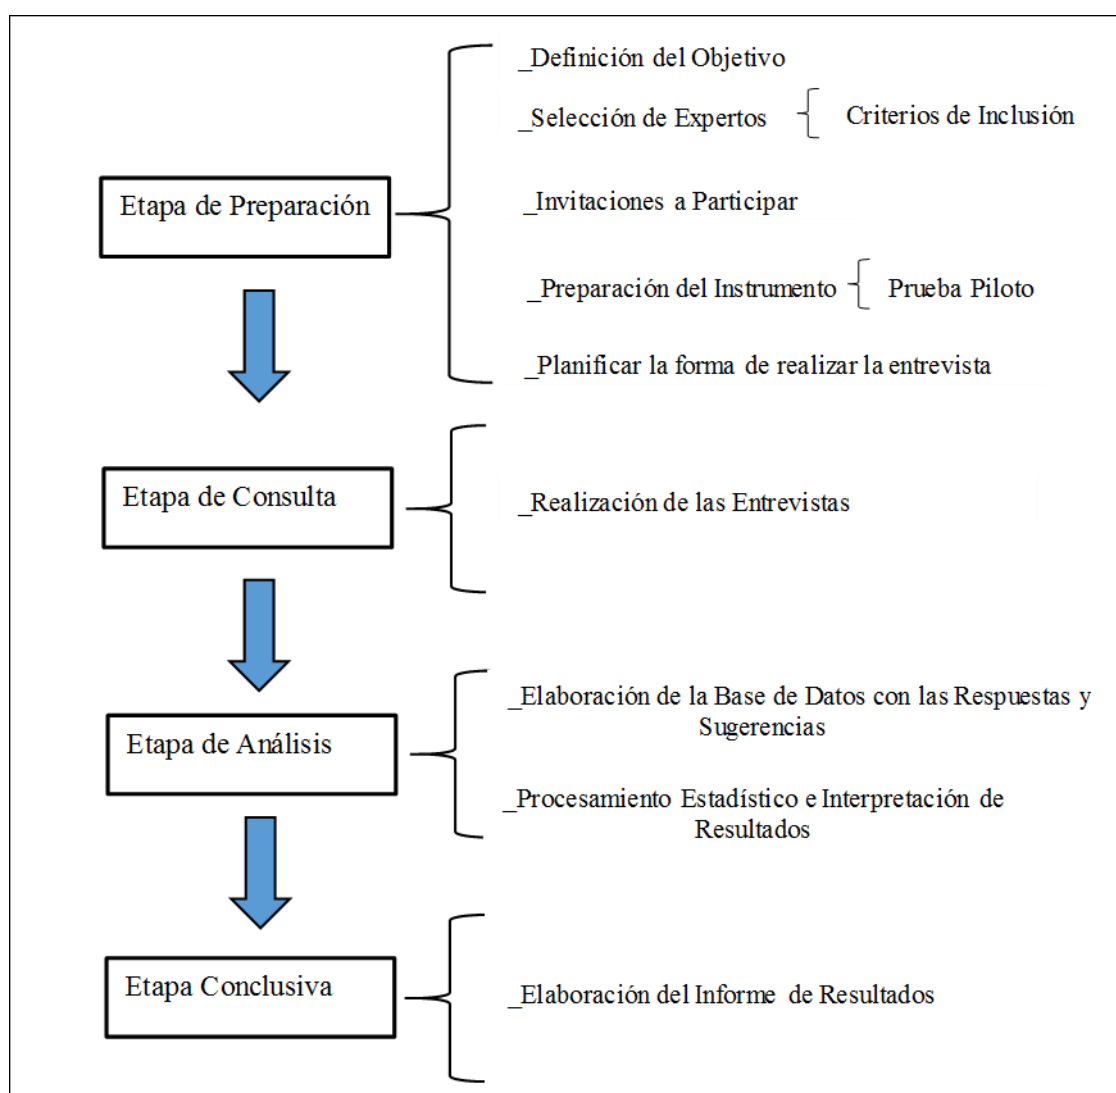 Etapa de Preparación
_Definición del Objetivo
_Selección de Expertos
Criterios de Inclusión
_Invitaciones a Participar
_Preparación del Instrumento
Prueba Piloto
_Planificar la forma de realizar la entrevista
Etapa de Consulta
_Realización de las Entrevistas
Etapa de Análisis
_Elaboración de la Base de Datos con las Respuestas y
Sugerencias
_Procesamiento Estadístico e Interpretación de
Resultados
Etapa Conclusiva
_Elaboración del Informe de Resultados